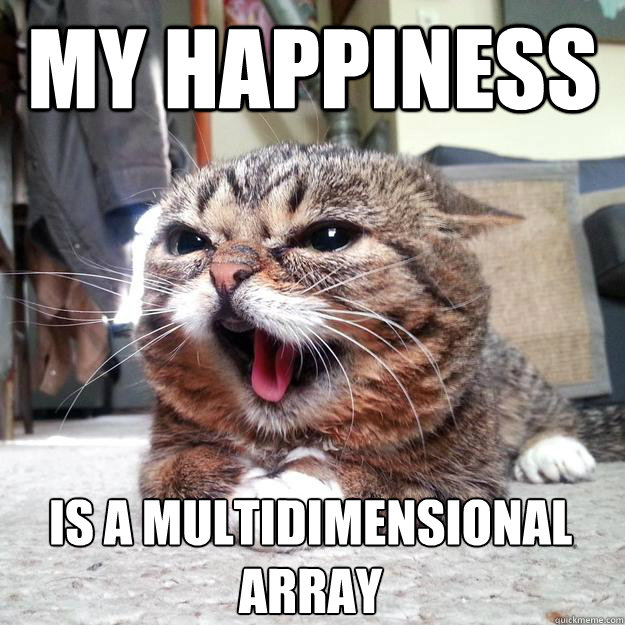 MY HAPPINESS
IS A MULTIDIMENSIONAL
ARRAY
quickmeme.com